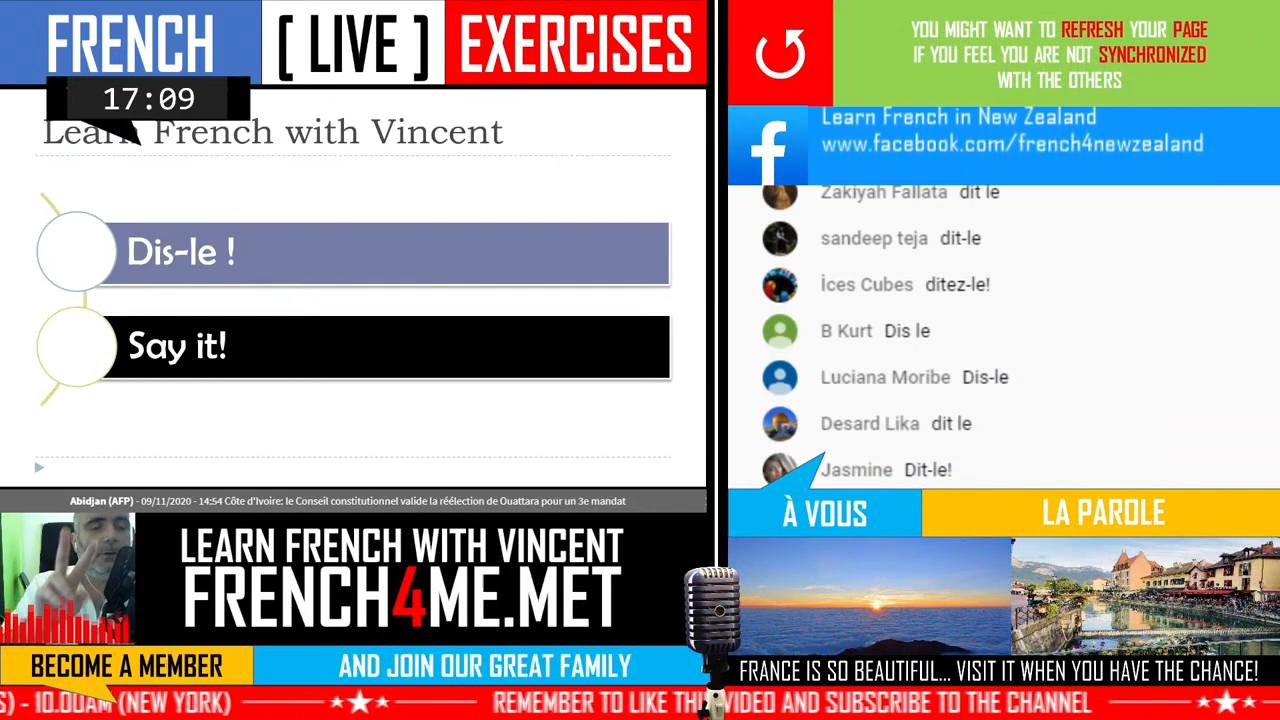 FRENCH [ LIVE ] EXERCISES
17:09
Learn French with Vincent
Dis-le !
Say it!
Abidjan (AFP) - 09/11/2020 - 14:54 Côte d'Ivoire: le Conseil constitutionnel valide la réélection de Ouattara pour un 3e mandat
LEARN FRENCH WITH VINCENT
FRENCH4ME.MET
BECOME A MEMBER
AND JOIN OUR GREAT FAMILY
YOU MIGHT WANT TO REFRESH YOUR PAGE
IF YOU FEEL YOU ARE NOT SYNCHRONIZED
WITH THE OTHERS
f
Learn French in New Zealand
www.facebook.com/french4newzealand
Zakiyah Fallata dit le
sandeep teja dit-le
İces Cubes ditez-le!
B Kurt Dis le
Luciana Moribe Dis-le
Desard Lika dit le
Jasmine Dit-le!
À VOUS
LA PAROLE
FRANCE IS SO BEAUTIFUL... VISIT IT WHEN YOU HAVE THE CHANCE!
S) - 10.00AM (NEW YORK) REMEMBER TO LIKE THIS VIDEO AND SUBSCRIBE TO THE CHANNEL